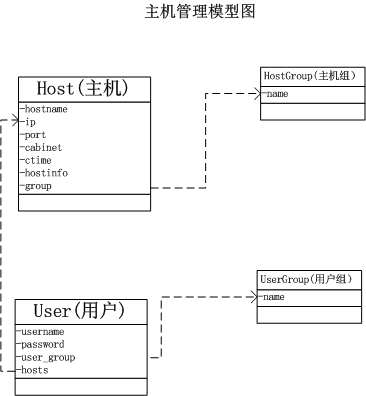 主机管理模型图
Host(主机)
-hostname
-ip
-port
-cabinet
-ctime
-hostinfo
-group
HostGroup(主机组)
-name
User(用户)
-username
-password
-user_group
-hosts
UserGroup(用户组)
-name